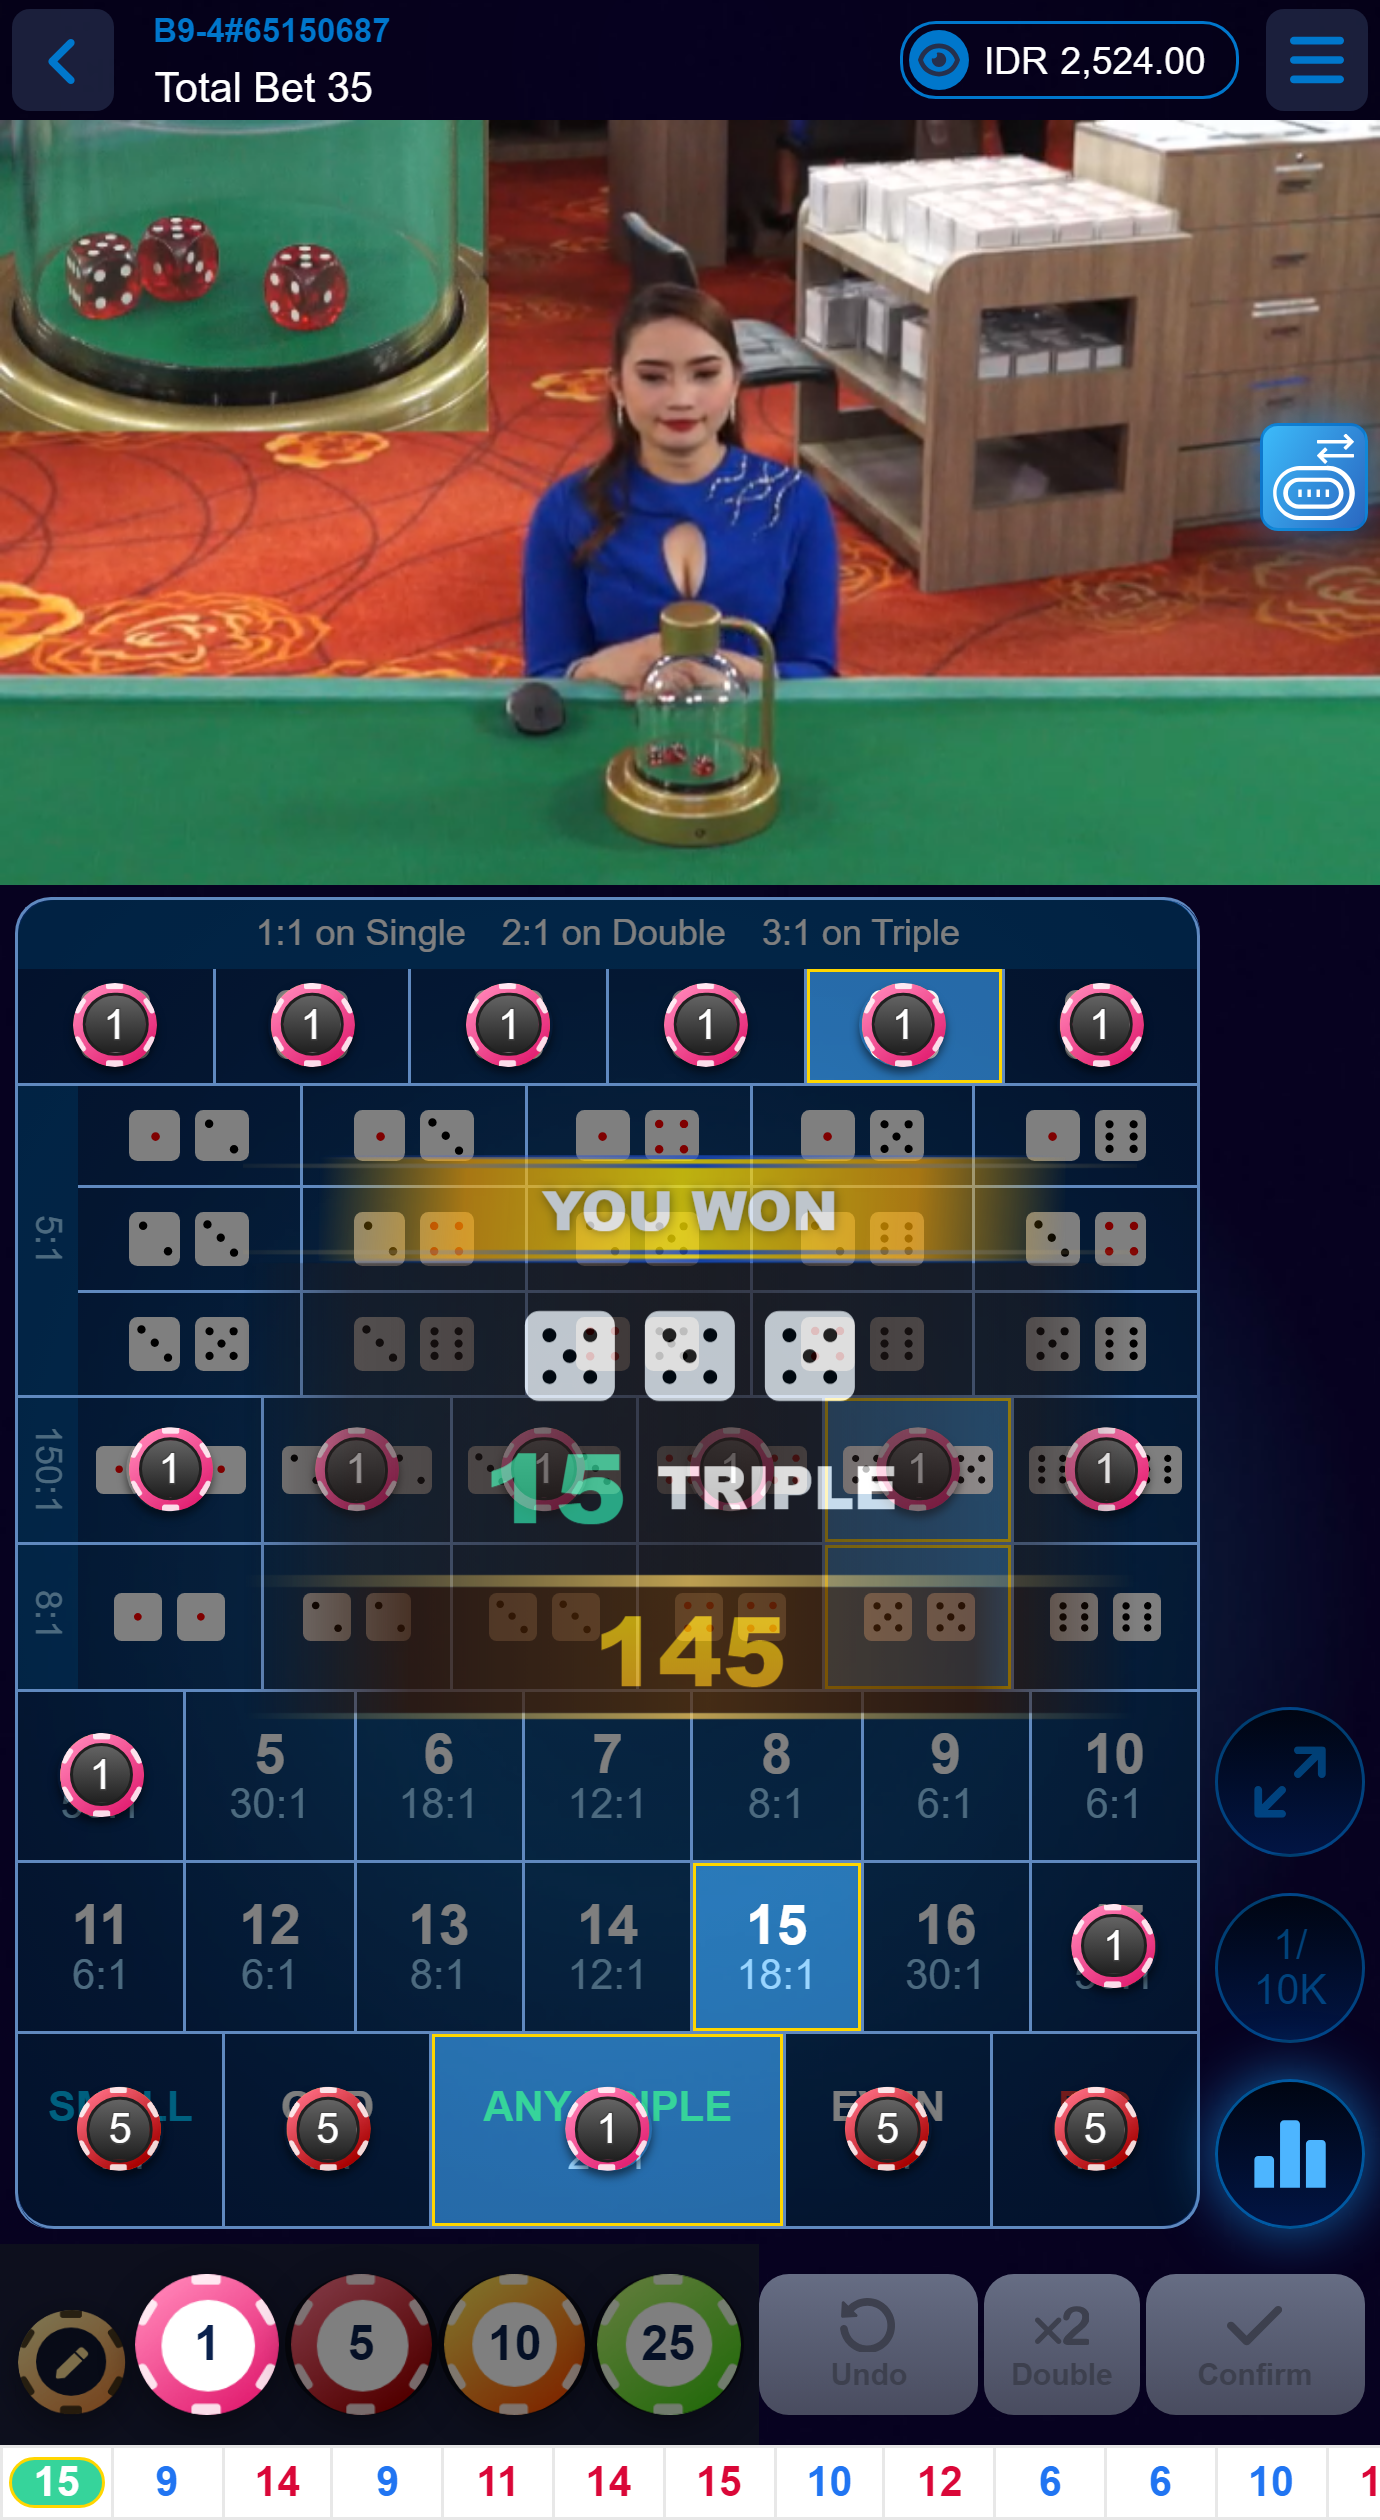 B9-4#65150687
Total Bet 35
IDR 2,524.00
1:1 on Single 2:1 on Double 3:1 on Triple
1 1 1 1 1 1
5:1
YOU WON
150:1
1 1 1 1 1 1
15 TRIPLE
8:1
145
1 5 6 7 8 9 10
30:1 18:1 12:1 8:1 6:1 6:1
11 12 13 14 15 16 1
6:1 6:1 8:1 12:1 18:1 30:1
1/
10K
5 5 1 5 5
1 5 10 25
x2
Undo Double Confirm
15 9 14 9 11 14 15 10 12 6 6 10